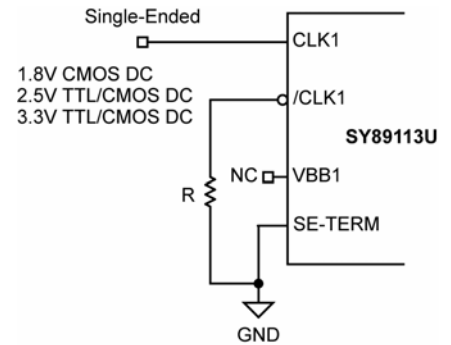 Single-Ended
CLK1
1.8V CMOS DC
2.5V TTL/CMOS DC
3.3V TTL/CMOS DC
/CLK1
SY89113U
NC
VBB1
R
SE-TERM
GND